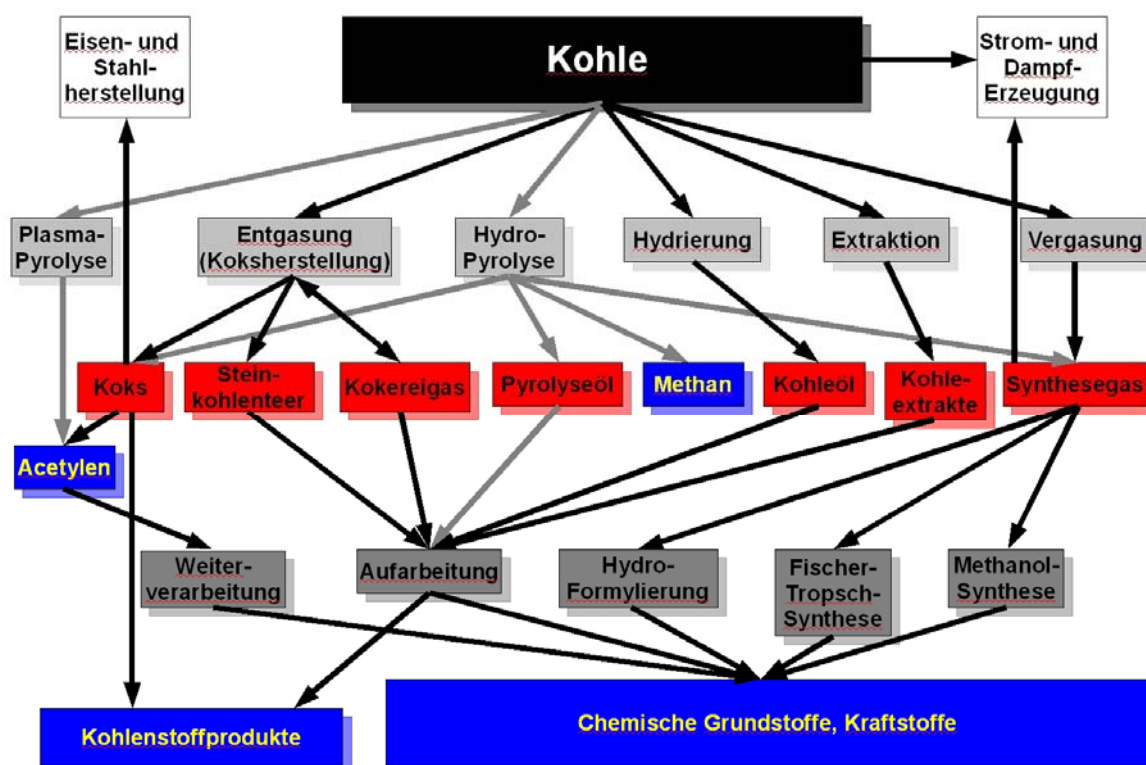 Eisen- und
Stahl-
herstellung
Kohle
Strom- und
Dampf-
Erzeugung
Plasma-
Pyrolyse
Entgasung
(Koksherstellung)
Hydro-
Pyrolyse
Hydrierung
Extraktion
Vergasung
Koks
Stein-
kohlenteer
Kokereigas
Pyrolyseöl
Methan
Kohleöl
Kohle-
extrakte
Synthesegas
Acetylen
Weiter-
verarbeitung
Aufarbeitung
Hydro-
Formylierung
Fischer-
Tropsch-
Synthese
Methanol-
Synthese
Kohlenstoffprodukte
Chemische Grundstoffe, Kraftstoffe